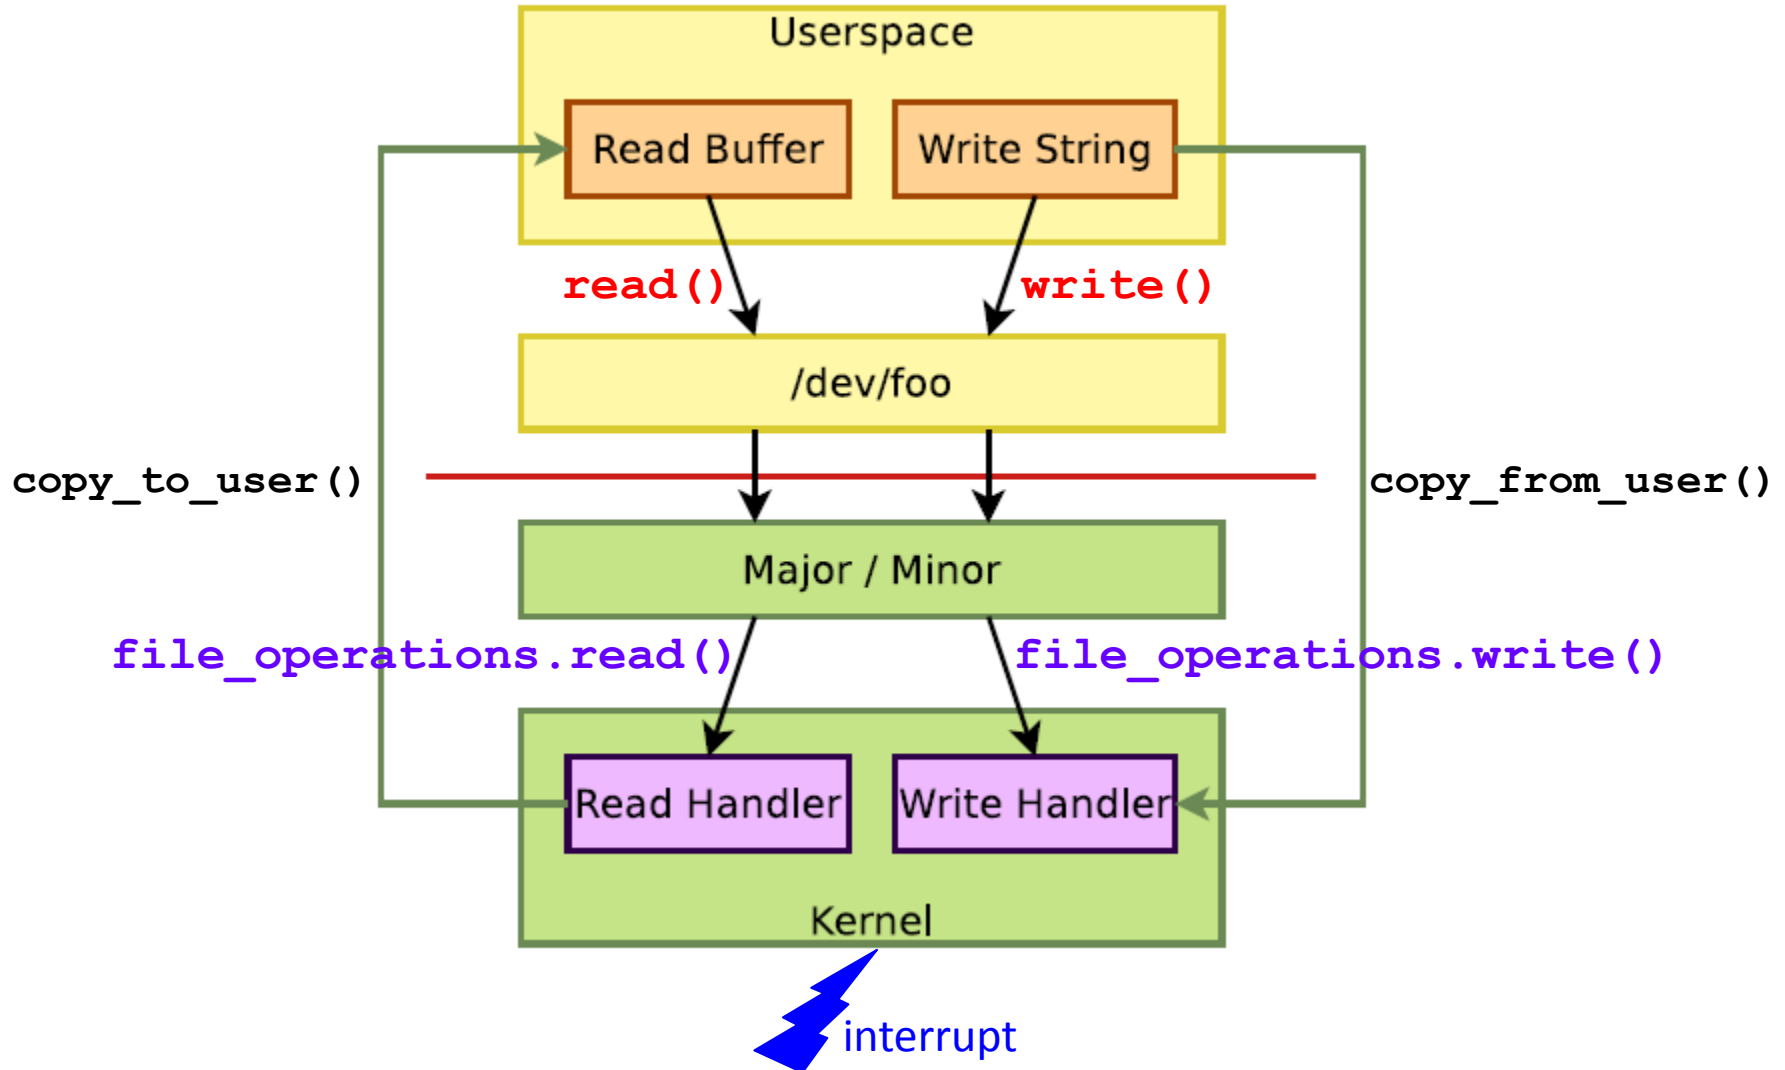 Userspace
Read Buffer
Write String
read()
write()
/dev/foo
copy_to_user()
copy_from_user()
Major / Minor
file_operations.read()
file_operations.write()
Read Handler
Write Handler
Kernel
interrupt